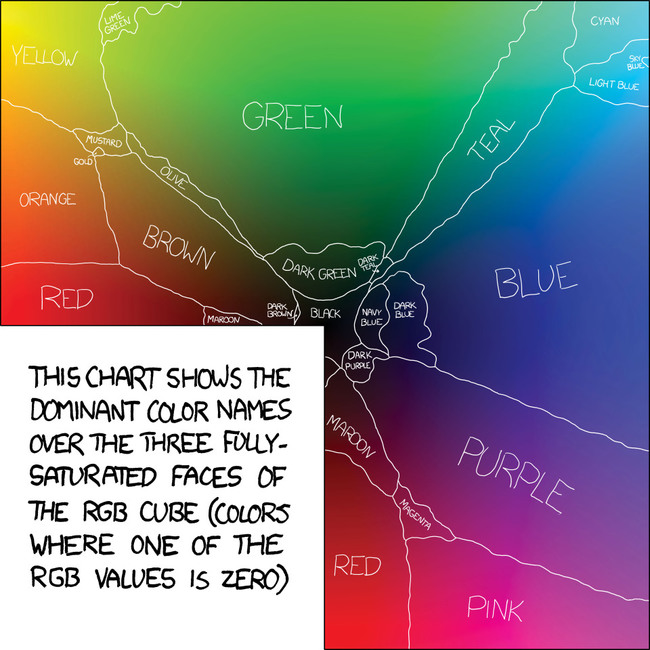 LIME
GREEN
CYAN
YELLOW
SKY
BLUE
LIGHT BLUE
GREEN
TEAL
MUSTARD
GOLD
OLIVE
ORANGE
BROWN
DARK GREEN
DARK
TEAL
BLUE
RED
MAROON
DARK
BROWN
BLACK
NAVY
BLUE
DARK
BLUE
DARK
PURPLE
THIS CHART SHOWS THE
DOMINANT COLOR NAMES
OVER THE THREE FULLY-
SATURATED FACES OF
THE RGB CUBE (COLORS
WHERE ONE OF THE
RGB VALUES IS ZERO)
MAROON
PURPLE
MAGENTA
RED
PINK